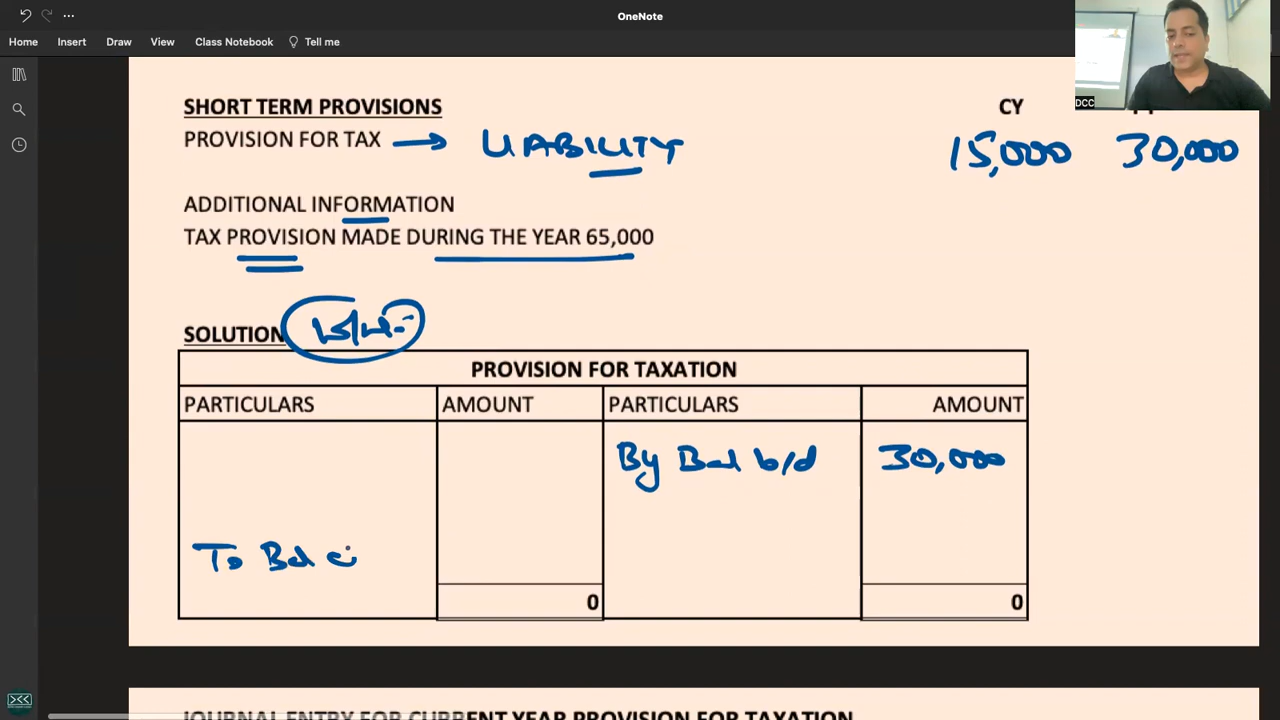 OneNote
Home Insert Draw View Class Notebook Tell me
DCC
SHORT TERM PROVISIONS CY
PROVISION FOR TAX → LIABILITY 15,000 30,000
ADDITIONAL INFORMATION
TAX PROVISION MADE DURING THE YEAR 65,000
SOLUTION
PROVISION FOR TAXATION
PARTICULARS AMOUNT PARTICULARS AMOUNT
By Bal b/d 30,000
To Bal c
0 0
JOURNAL ENTRY FOR CURRENT YEAR PROVISION FOR TAXATION